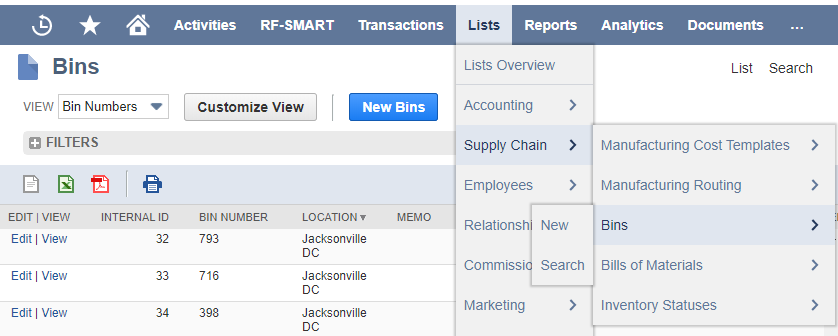 Activities RF-SMART Transactions Lists Reports Analytics Documents ...
Bins
List Search
VIEW Bin Numbers Customize View New Bins
FILTERS
EDIT | VIEW INTERNAL ID BIN NUMBER LOCATION MEMO
Edit | View 32 793 Jacksonville
DC
Edit | View 33 716 Jacksonville
DC
Edit | View 34 398 Jacksonville
DC
Lists Overview
Accounting
Supply Chain
Employees
Relationshi
Commissio
Marketing
New
Search
Manufacturing Cost Templates
Manufacturing Routing
Bins
Bills of Materials
Inventory Statuses